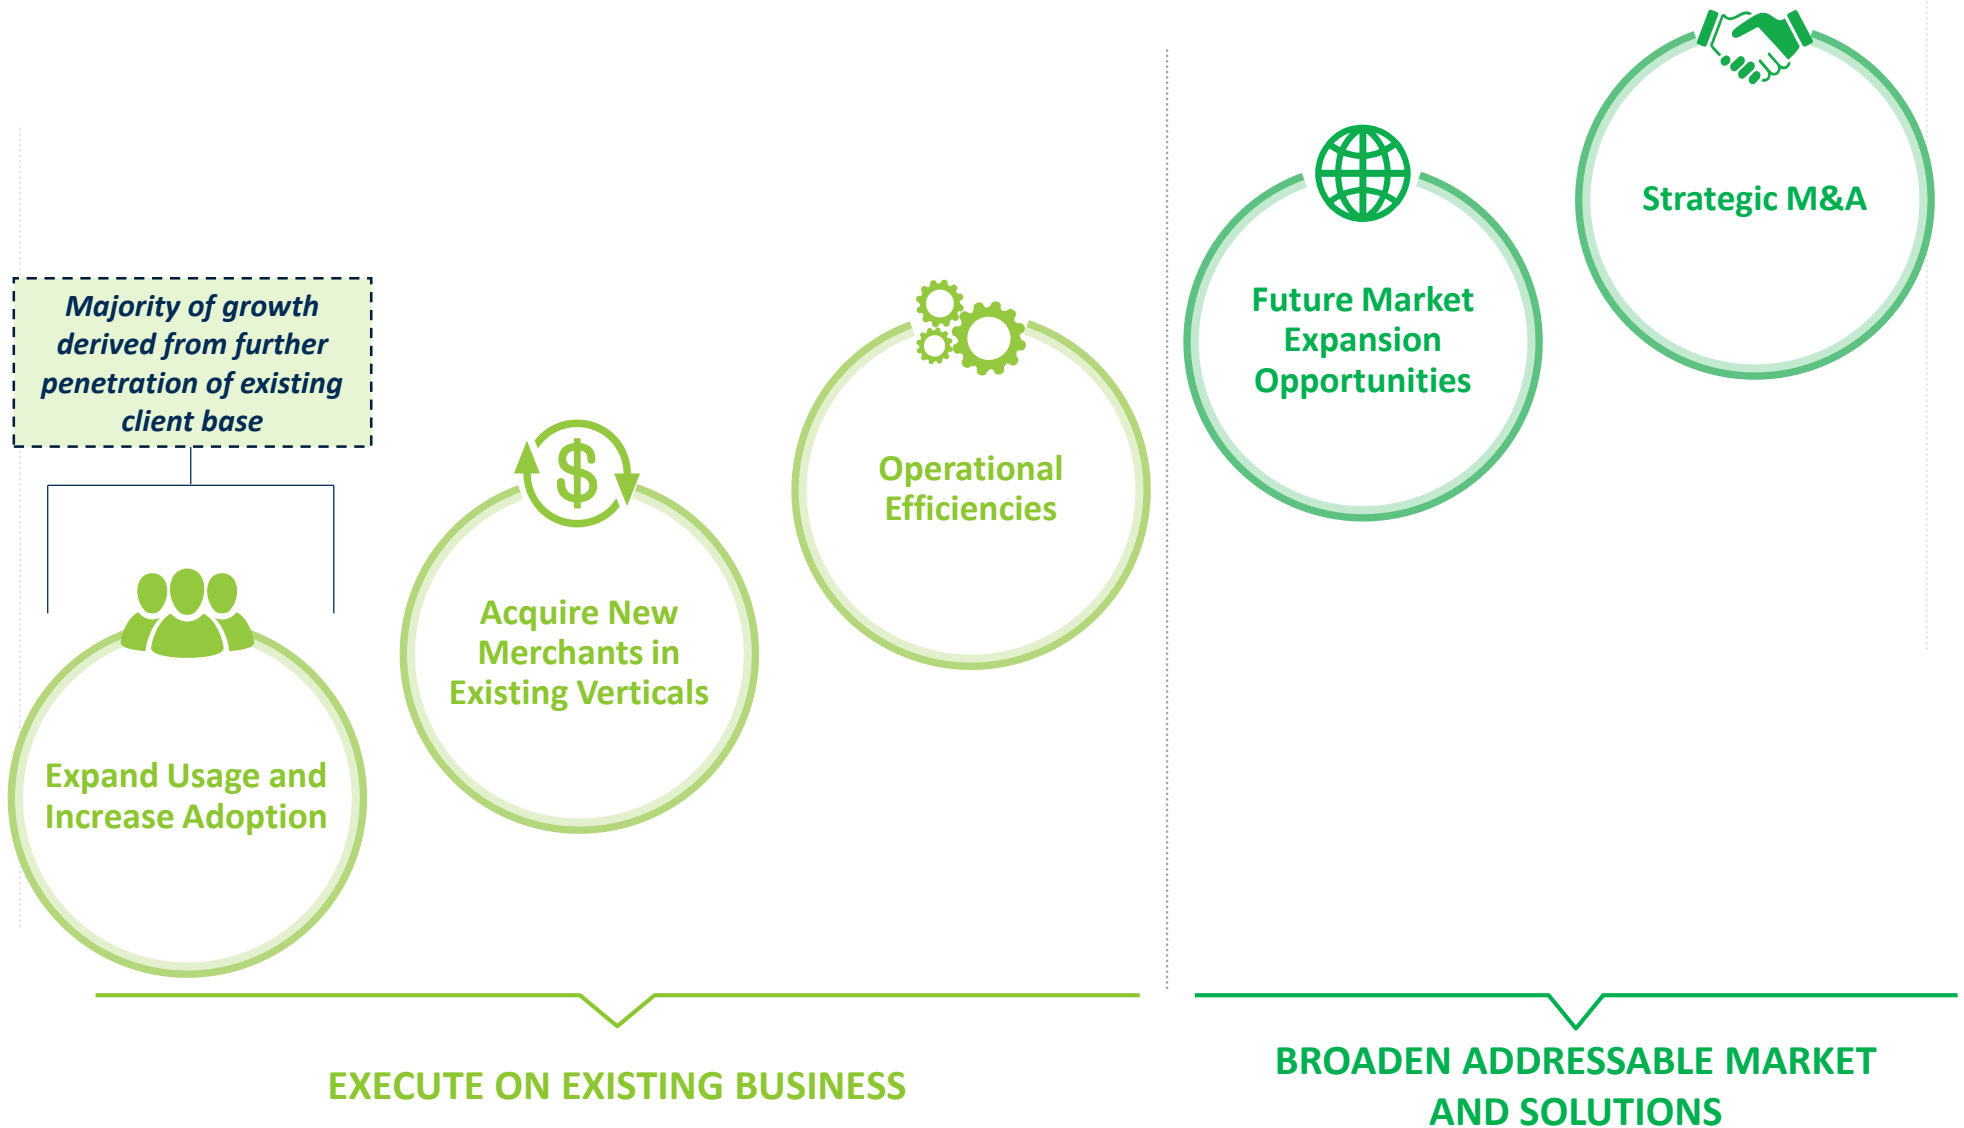 Majority of growth
derived from further
penetration of existing
client base
Expand Usage and
Increase Adoption
$
Acquire New
Merchants in
Existing Verticals
Operational
Efficiencies
Future Market
Expansion
Opportunities
Strategic M&A
EXECUTE ON EXISTING BUSINESS
BROADEN ADDRESSABLE MARKET
AND SOLUTIONS